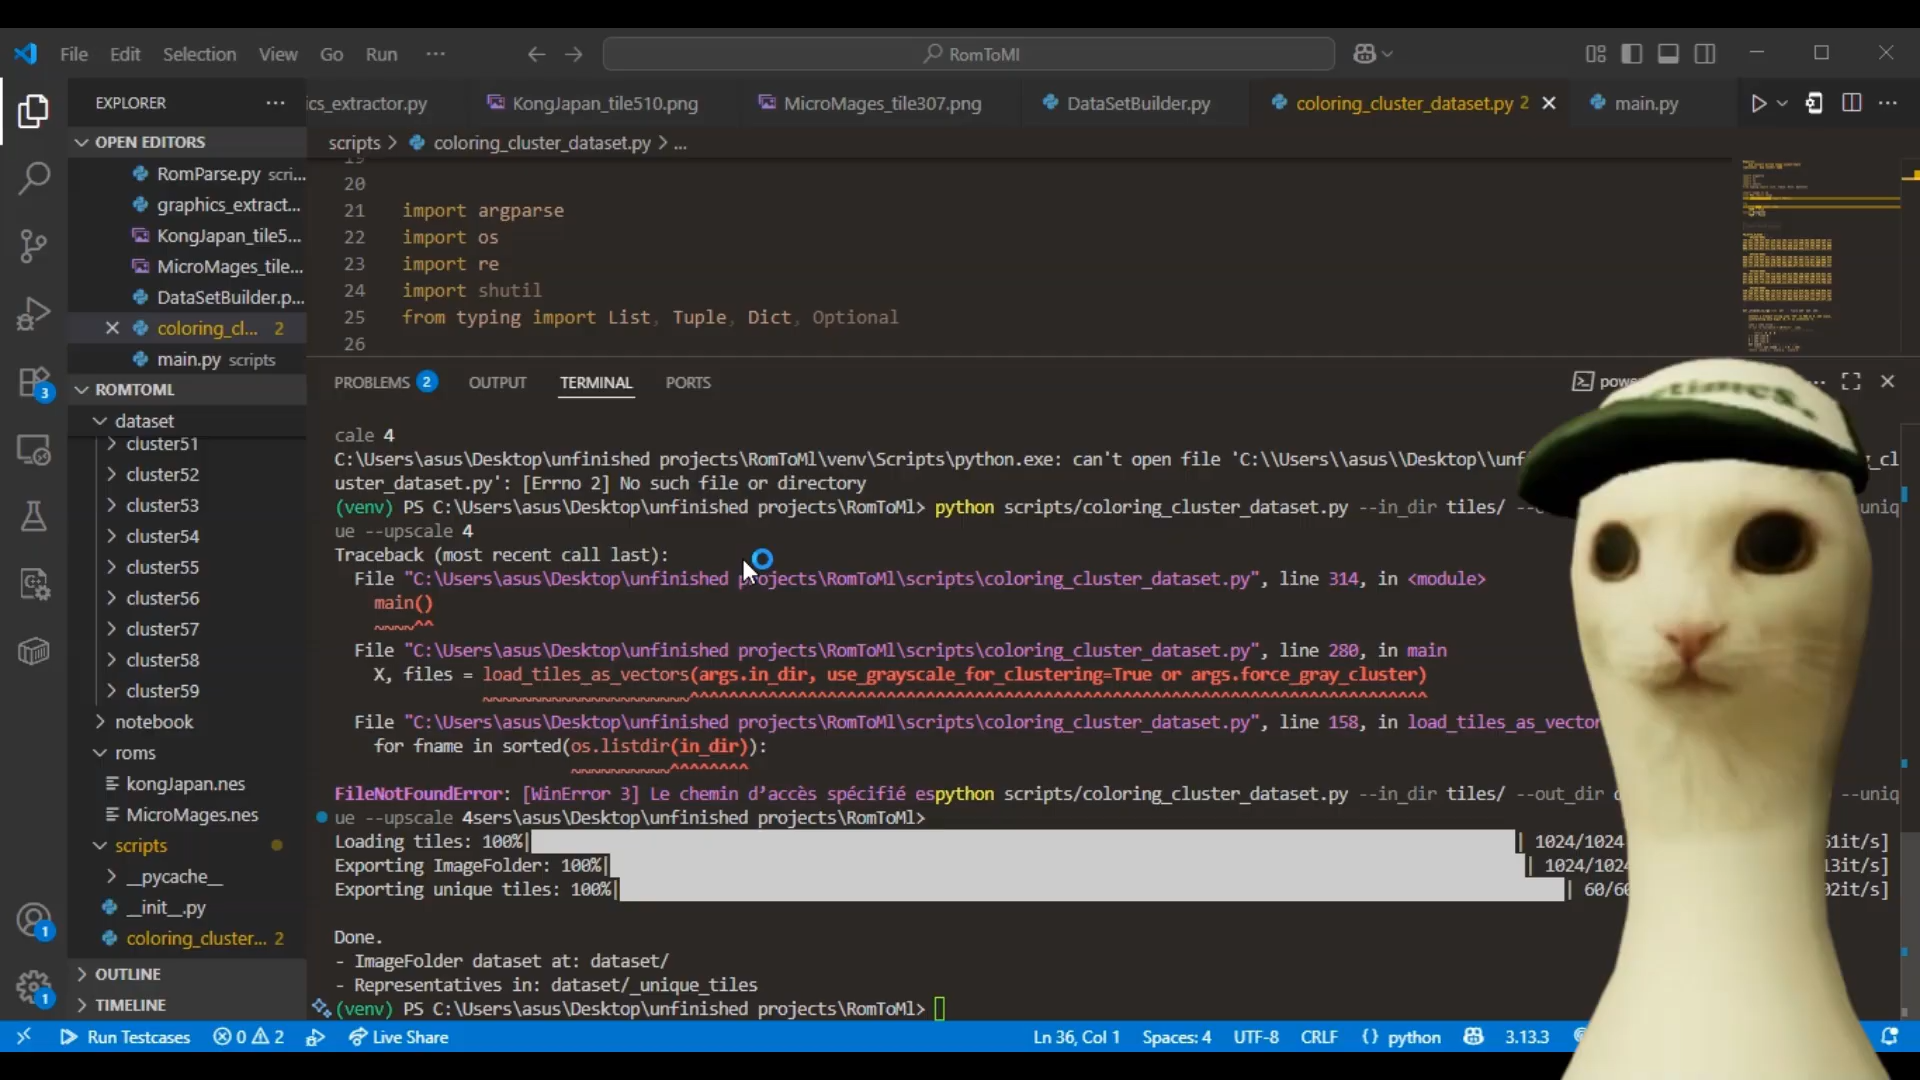 File Edit Selection View Go Run ··· RomToMl
EXPLORER ···
OPEN EDITORS
RomParse.py scri...
graphics_extract...
KongJapan_tile5...
MicroMages_tile...
DataSetBuilder.p...
coloring_cl... 2
main.py scripts
ROMTOML
dataset
cluster51
cluster52
cluster53
cluster54
cluster55
cluster56
cluster57
cluster58
cluster59
notebook
roms
kongJapan.nes
MicroMages.nes
scripts
__pycache__
__init__.py
coloring_cluster... 2
OUTLINE
TIMELINE
3
1
1
ics_extractor.py KongJapan_tile510.png MicroMages_tile307.png DataSetBuilder.py coloring_cluster_dataset.py 2 main.py
scripts > coloring_cluster_dataset.py > ...
19
20
21 import argparse
22 import os
23 import re
24 import shutil
25 from typing import List, Tuple, Dict, Optional
26
PROBLEMS 2 OUTPUT TERMINAL PORTS
cale 4
C:\Users\asus\Desktop\unfinished projects\RomToMl\venv\Scripts\python.exe: can't open file 'C:\\Users\\asus\\Desktop\\unf g_cl
uster_dataset.py': [Errno 2] No such file or directory
(venv) PS C:\Users\asus\Desktop\unfinished projects\RomToMl> python scripts/coloring_cluster_dataset.py --in_dir tiles/ uniq
ue --upscale 4
Traceback (most recent call last):
File "C:\Users\asus\Desktop\unfinished projects\RomToMl\scripts\coloring_cluster_dataset.py", line 314, in <module>
main()
~~~~^^
File "C:\Users\asus\Desktop\unfinished projects\RomToMl\scripts\coloring_cluster_dataset.py", line 280, in main
X, files = load_tiles_as_vectors(args.in_dir, use_grayscale_for_clustering=True or args.force_gray_cluster)
~~~~~~~~~~~~~~~~~~~~~^^^^^^^^^^^^^^^^^^^^^^^^^^^^^^^^^^^^^^^^^^^^^^^^^^^^^^^^^^^^^^^^^^^^^^^^^^
File "C:\Users\asus\Desktop\unfinished projects\RomToMl\scripts\coloring_cluster_dataset.py", line 158, in load_tiles_as_vector
for fname in sorted(os.listdir(in_dir)):
~~~~~~~~~~^^^^^^^^
FileNotFoundError: [WinError 3] Le chemin d’accès spécifié espython scripts/coloring_cluster_dataset.py --in_dir tiles/ --out_dir --uniq
ue --upscale 4sers\asus\Desktop\unfinished projects\RomToMl>
Loading tiles: 100%| | 1024/1024 it/s]
Exporting ImageFolder: 100%| | 1024/1024 it/s]
Exporting unique tiles: 100%| | 60/60 it/s]
Done.
- ImageFolder dataset at: dataset/
- Representatives in: dataset/_unique_tiles
(venv) PS C:\Users\asus\Desktop\unfinished projects\RomToMl>
Run Testcases 0 2 Live Share Ln 36, Col 1 Spaces: 4 UTF-8 CRLF {} python 3.13.3